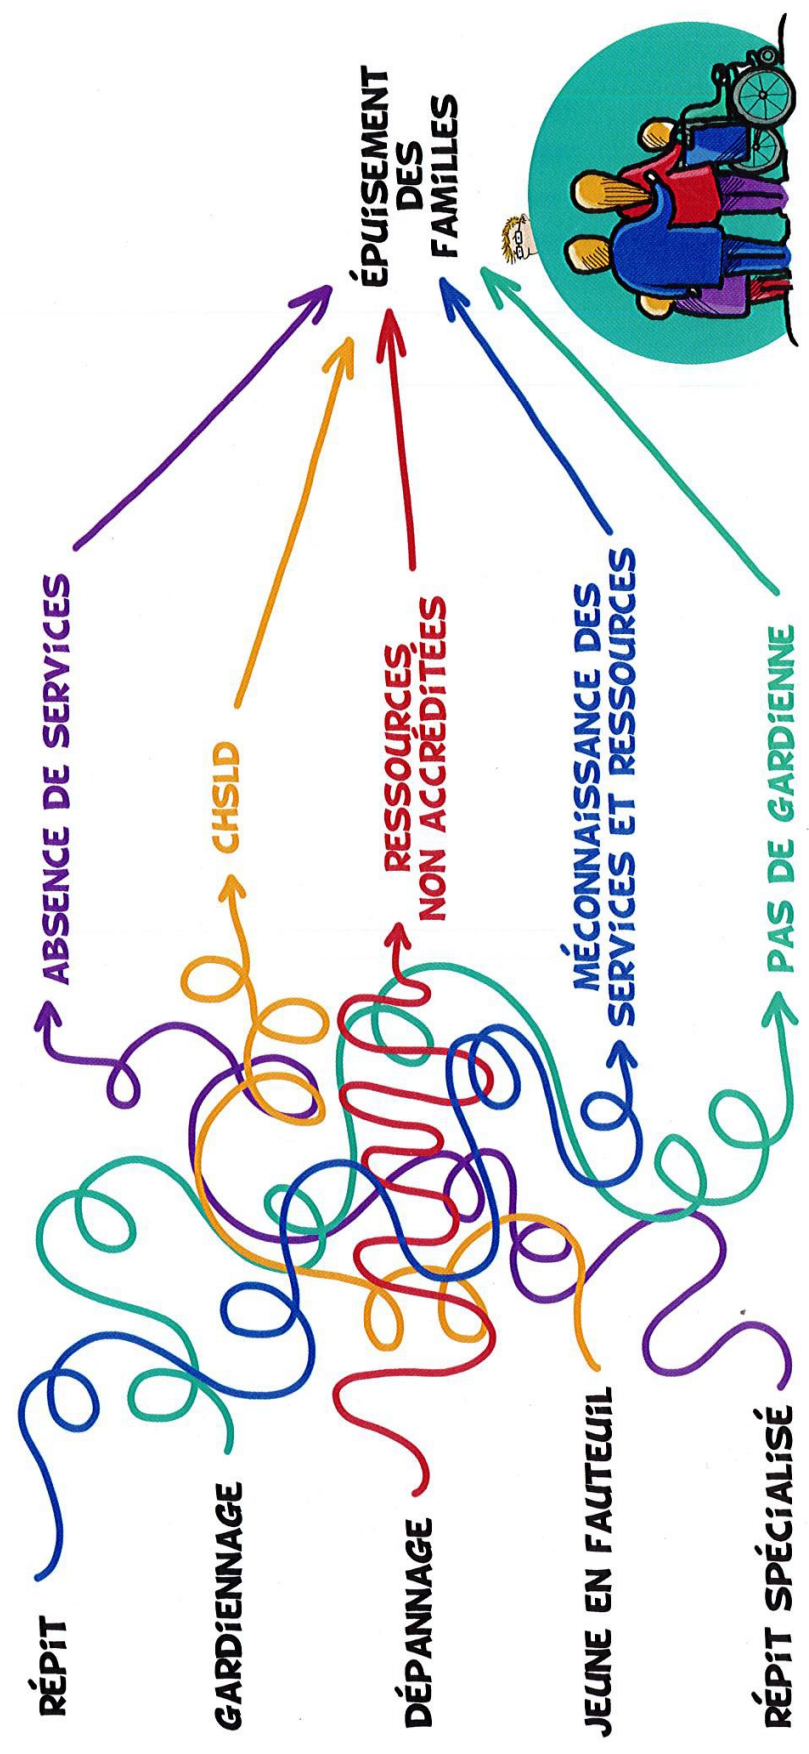 RÉPiT
GARDiENNAGE
DÉPANNAGE
JEUNE EN FAUTEUiL
RÉPiT SPÉCiALiSÉ
ABSENCE DE SERViCES
CHSLD
RESSOURCES
NON ACCRÉDiTÉES
MÉCONNAiSSANCE DES
SERViCES ET RESSOURCES
PAS DE GARDiENNE
ÉPUiSEMENT
DES
FAMiLLES